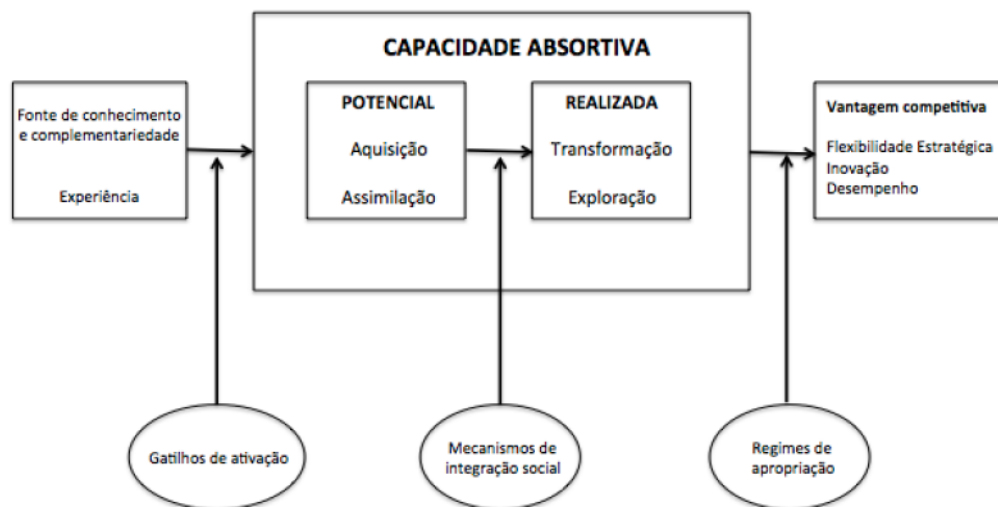 CAPACIDADE ABSORTIVA
Fonte de conhecimento
e complementariedade
Experiência
POTENCIAL
Aquisição
Assimilação
REALIZADA
Transformação
Exploração
Vantagem competitiva
Flexibilidade Estratégica
Inovação
Desempenho
Gatilhos de ativação
Mecanismos de
integração social
Regimes de
apropriação